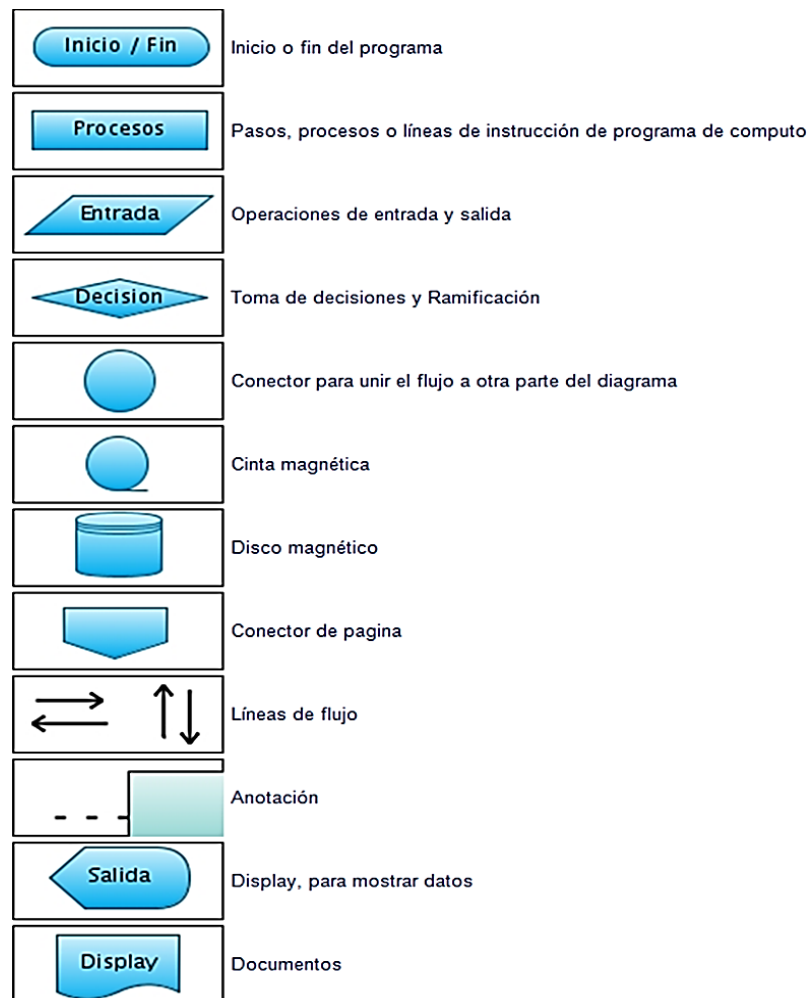 Inicio / Fin
Inicio o fin del programa
Procesos
Pasos, procesos o líneas de instrucción de programa de computo
Entrada
Operaciones de entrada y salida
Decision
Toma de decisiones y Ramificación
Conector para unir el flujo a otra parte del diagrama
Cinta magnética
Disco magnético
Conector de pagina
Líneas de flujo
Anotación
Salida
Display, para mostrar datos
Display
Documentos